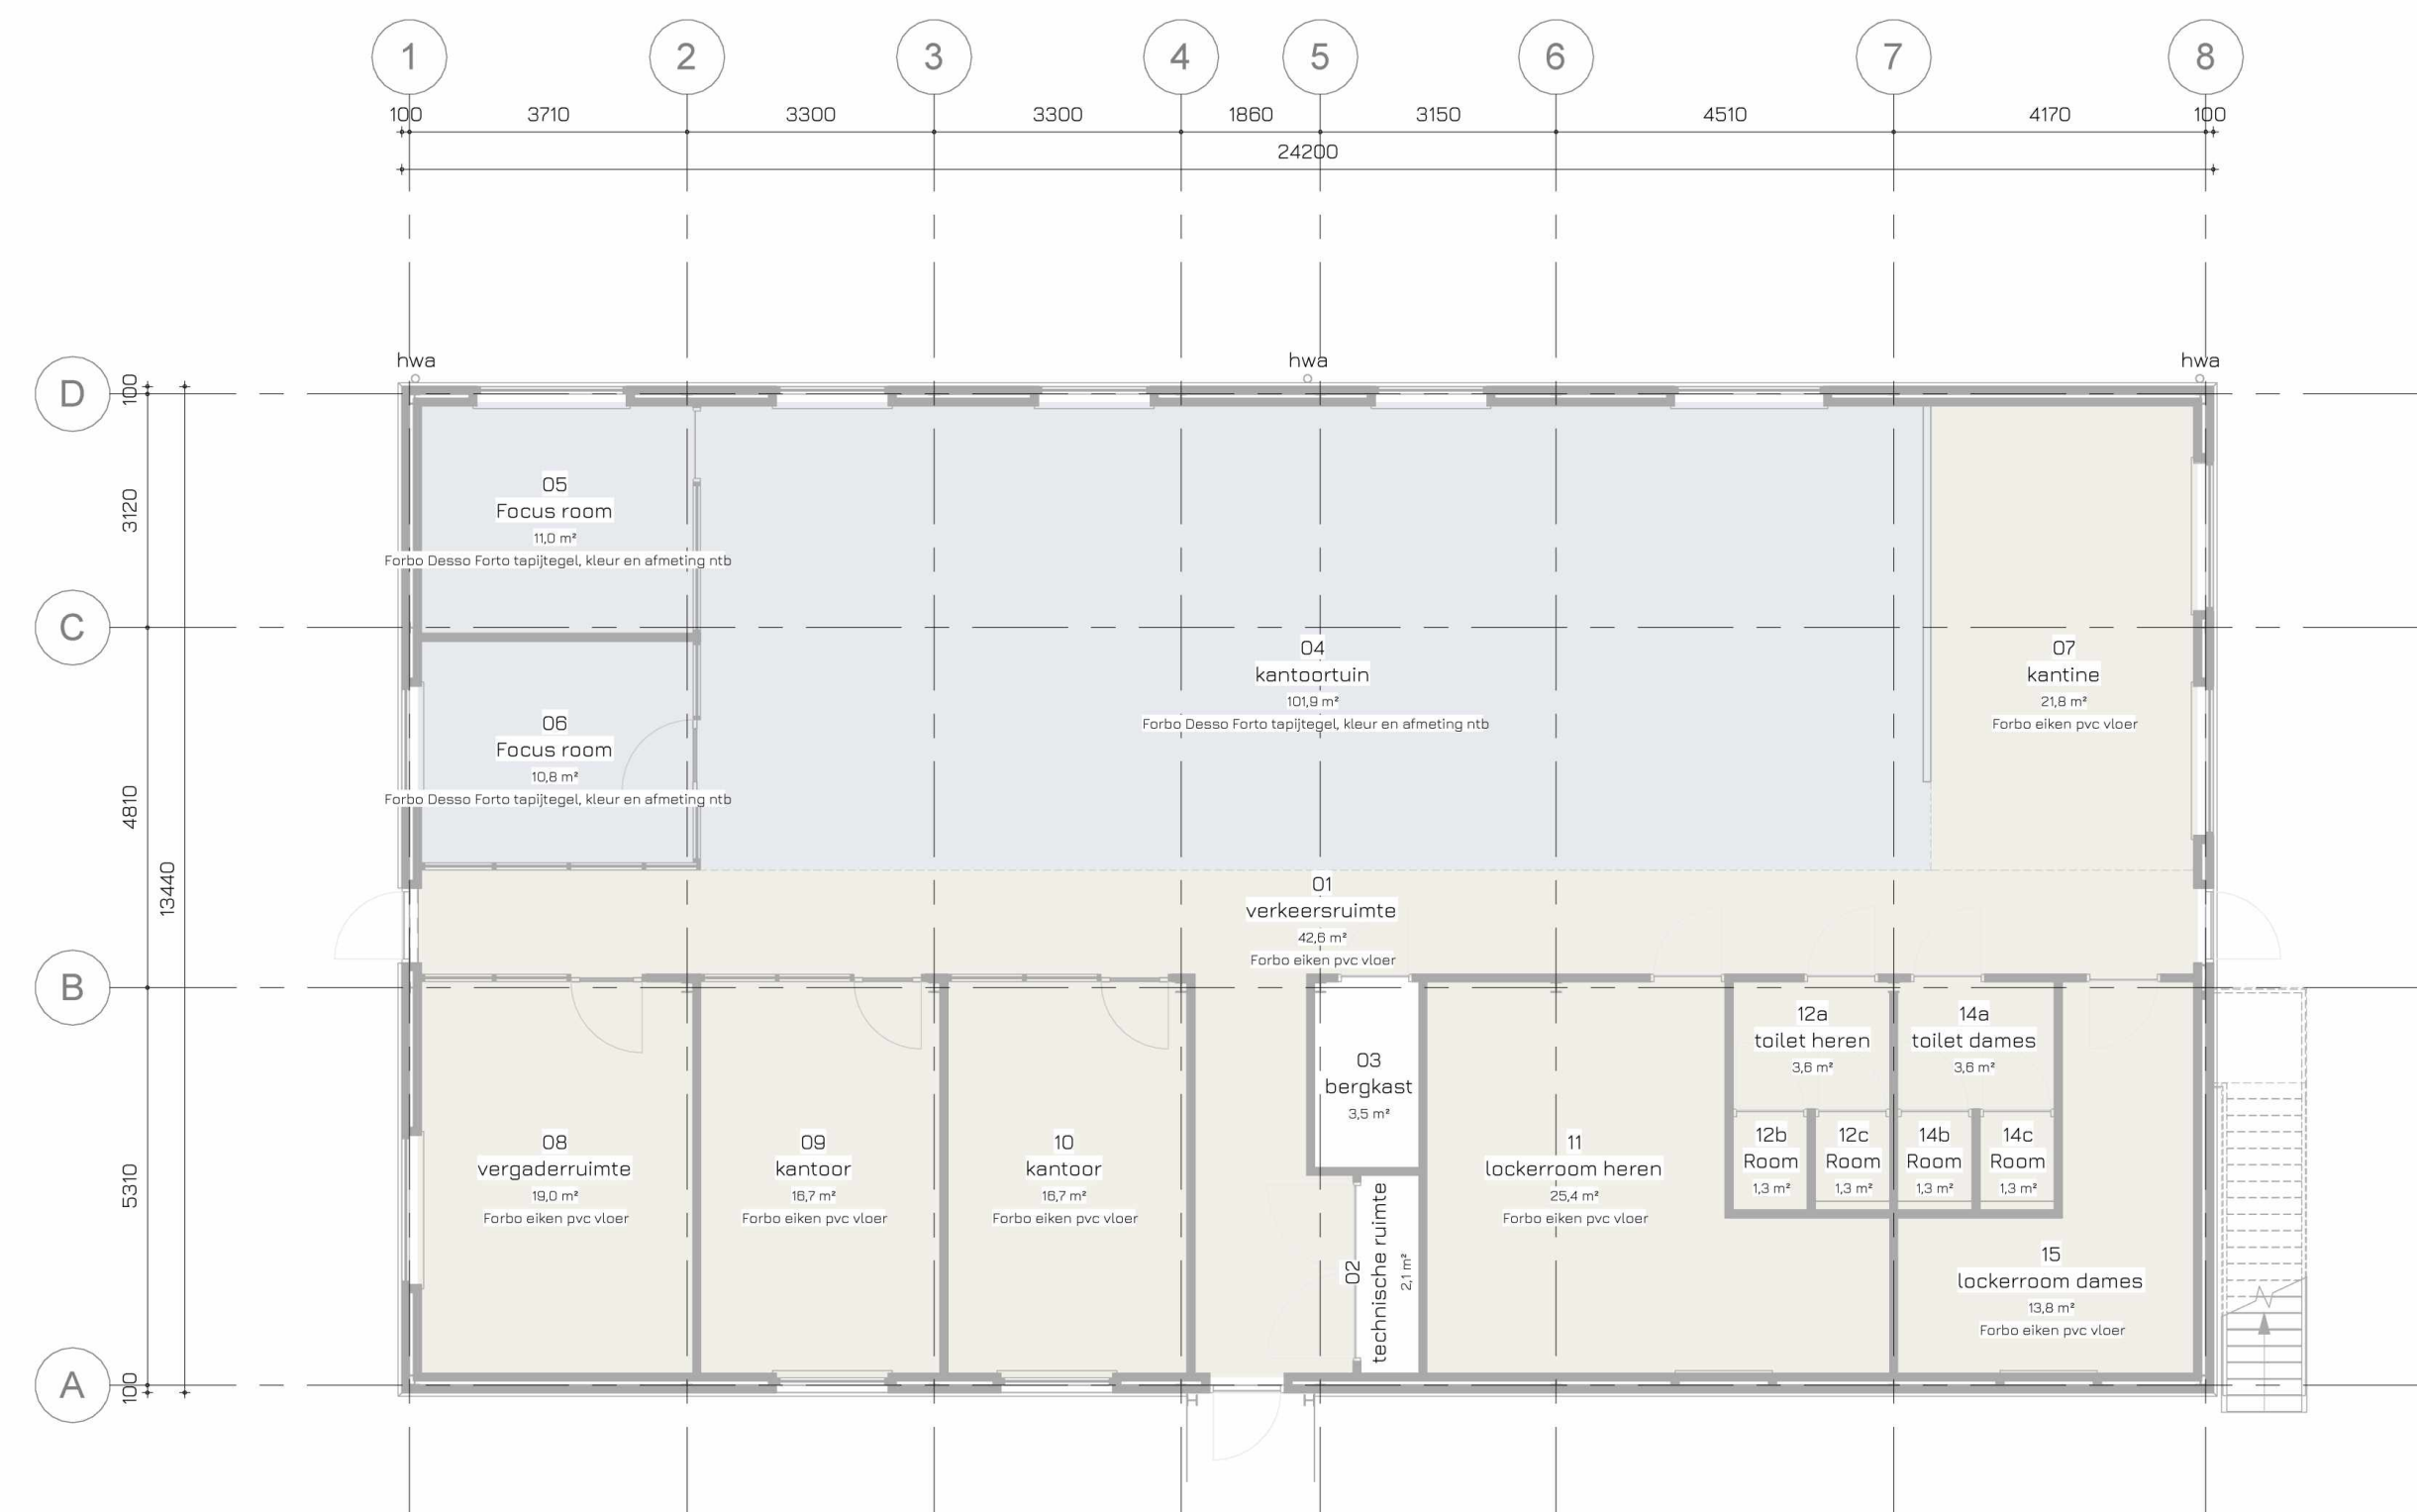 1 2 3 4 5 6 7 8
100 3710 3300 3300 1860 3150 4510 4170 100
24200
hwa hwa hwa
D
C
B
A
100
3120
4810
5310
100
13440
05
Focus room
11,0 m²
Forbo Desso Forto tapijtegel, kleur en afmeting ntb
06
Focus room
10,8 m²
Forbo Desso Forto tapijtegel, kleur en afmeting ntb
04
kantoortuin
101,9 m²
Forbo Desso Forto tapijtegel, kleur en afmeting ntb
07
kantine
21,8 m²
Forbo eiken pvc vloer
01
verkeersruimte
42,6 m²
Forbo eiken pvc vloer
08
vergaderruimte
19,0 m²
Forbo eiken pvc vloer
09
kantoor
16,7 m²
Forbo eiken pvc vloer
10
kantoor
16,7 m²
Forbo eiken pvc vloer
03
bergkast
3,5 m²
02
technische ruimte
2,1 m²
11
lockerroom heren
25,4 m²
Forbo eiken pvc vloer
12a
toilet heren
3,6 m²
14a
toilet dames
3,6 m²
12b
Room
1,3 m²
12c
Room
1,3 m²
14b
Room
1,3 m²
14c
Room
1,3 m²
15
lockerroom dames
13,8 m²
Forbo eiken pvc vloer